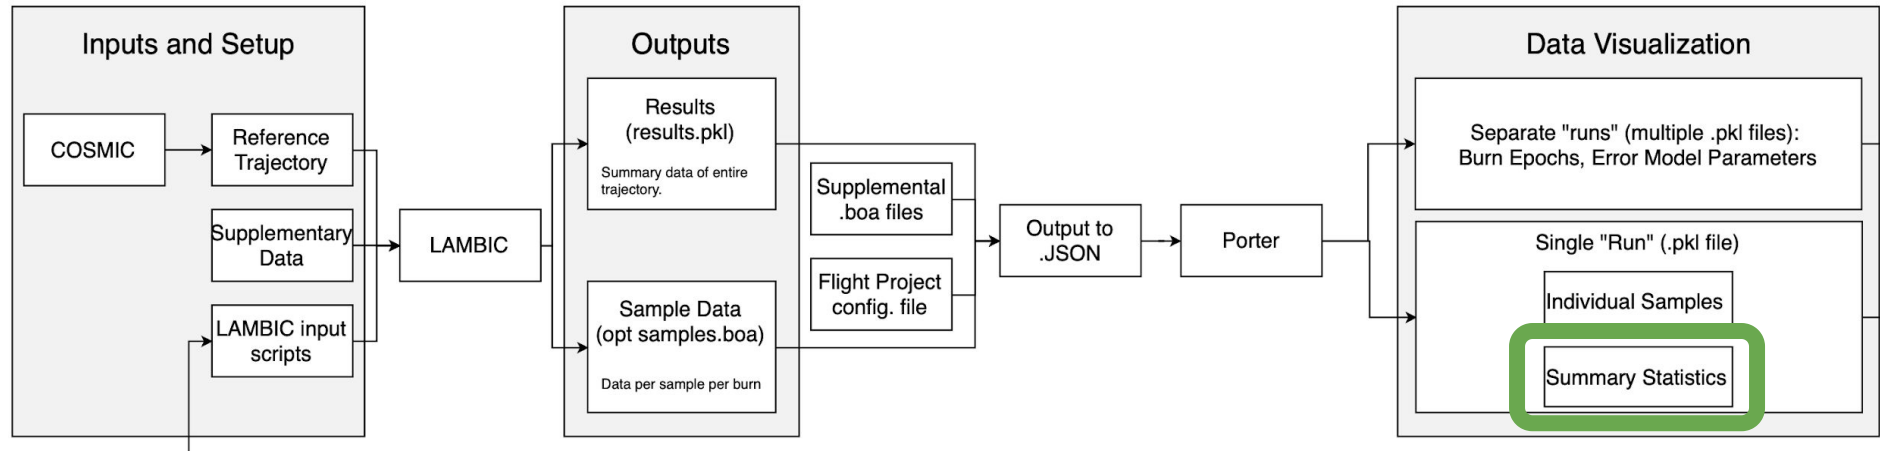 Inputs and Setup
COSMIC
Reference
Trajectory
Supplementary
Data
LAMBIC input
scripts
LAMBIC
Outputs
Results
(results.pkl)
Summary data of entire
trajectory.
Sample Data
(opt samples.boa)
Data per sample per burn
Supplemental
.boa files
Flight Project
config. file
Output to
.JSON
Porter
Data Visualization
Separate "runs" (multiple .pkl files):
Burn Epochs, Error Model Parameters
Single "Run" (.pkl file)
Individual Samples
Summary Statistics